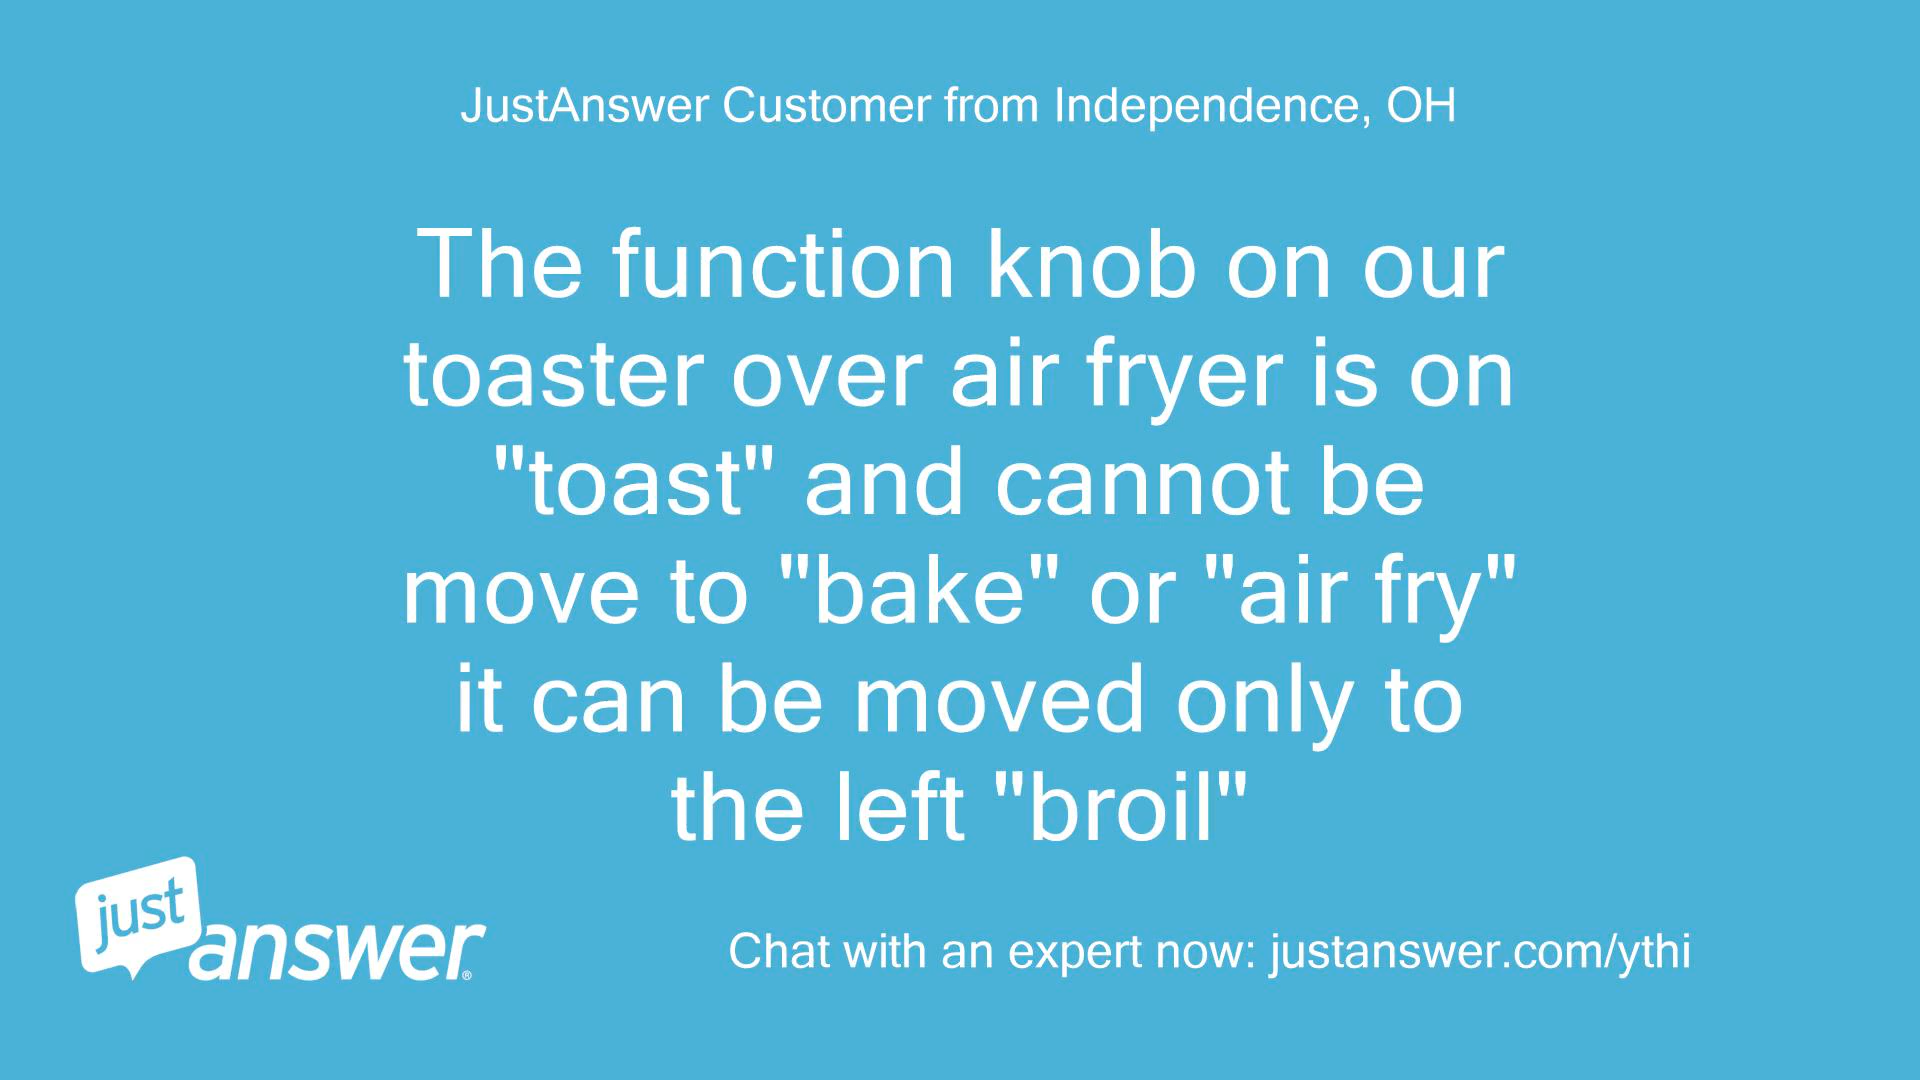 JustAnswer Customer from Independence, OH
The function knob on our
toaster over air fryer is on
"toast" and cannot be
move to "bake" or "air fry"
it can be moved only to
the left "broil"
just
answer®
Chat with an expert now: justanswer.com/ythi